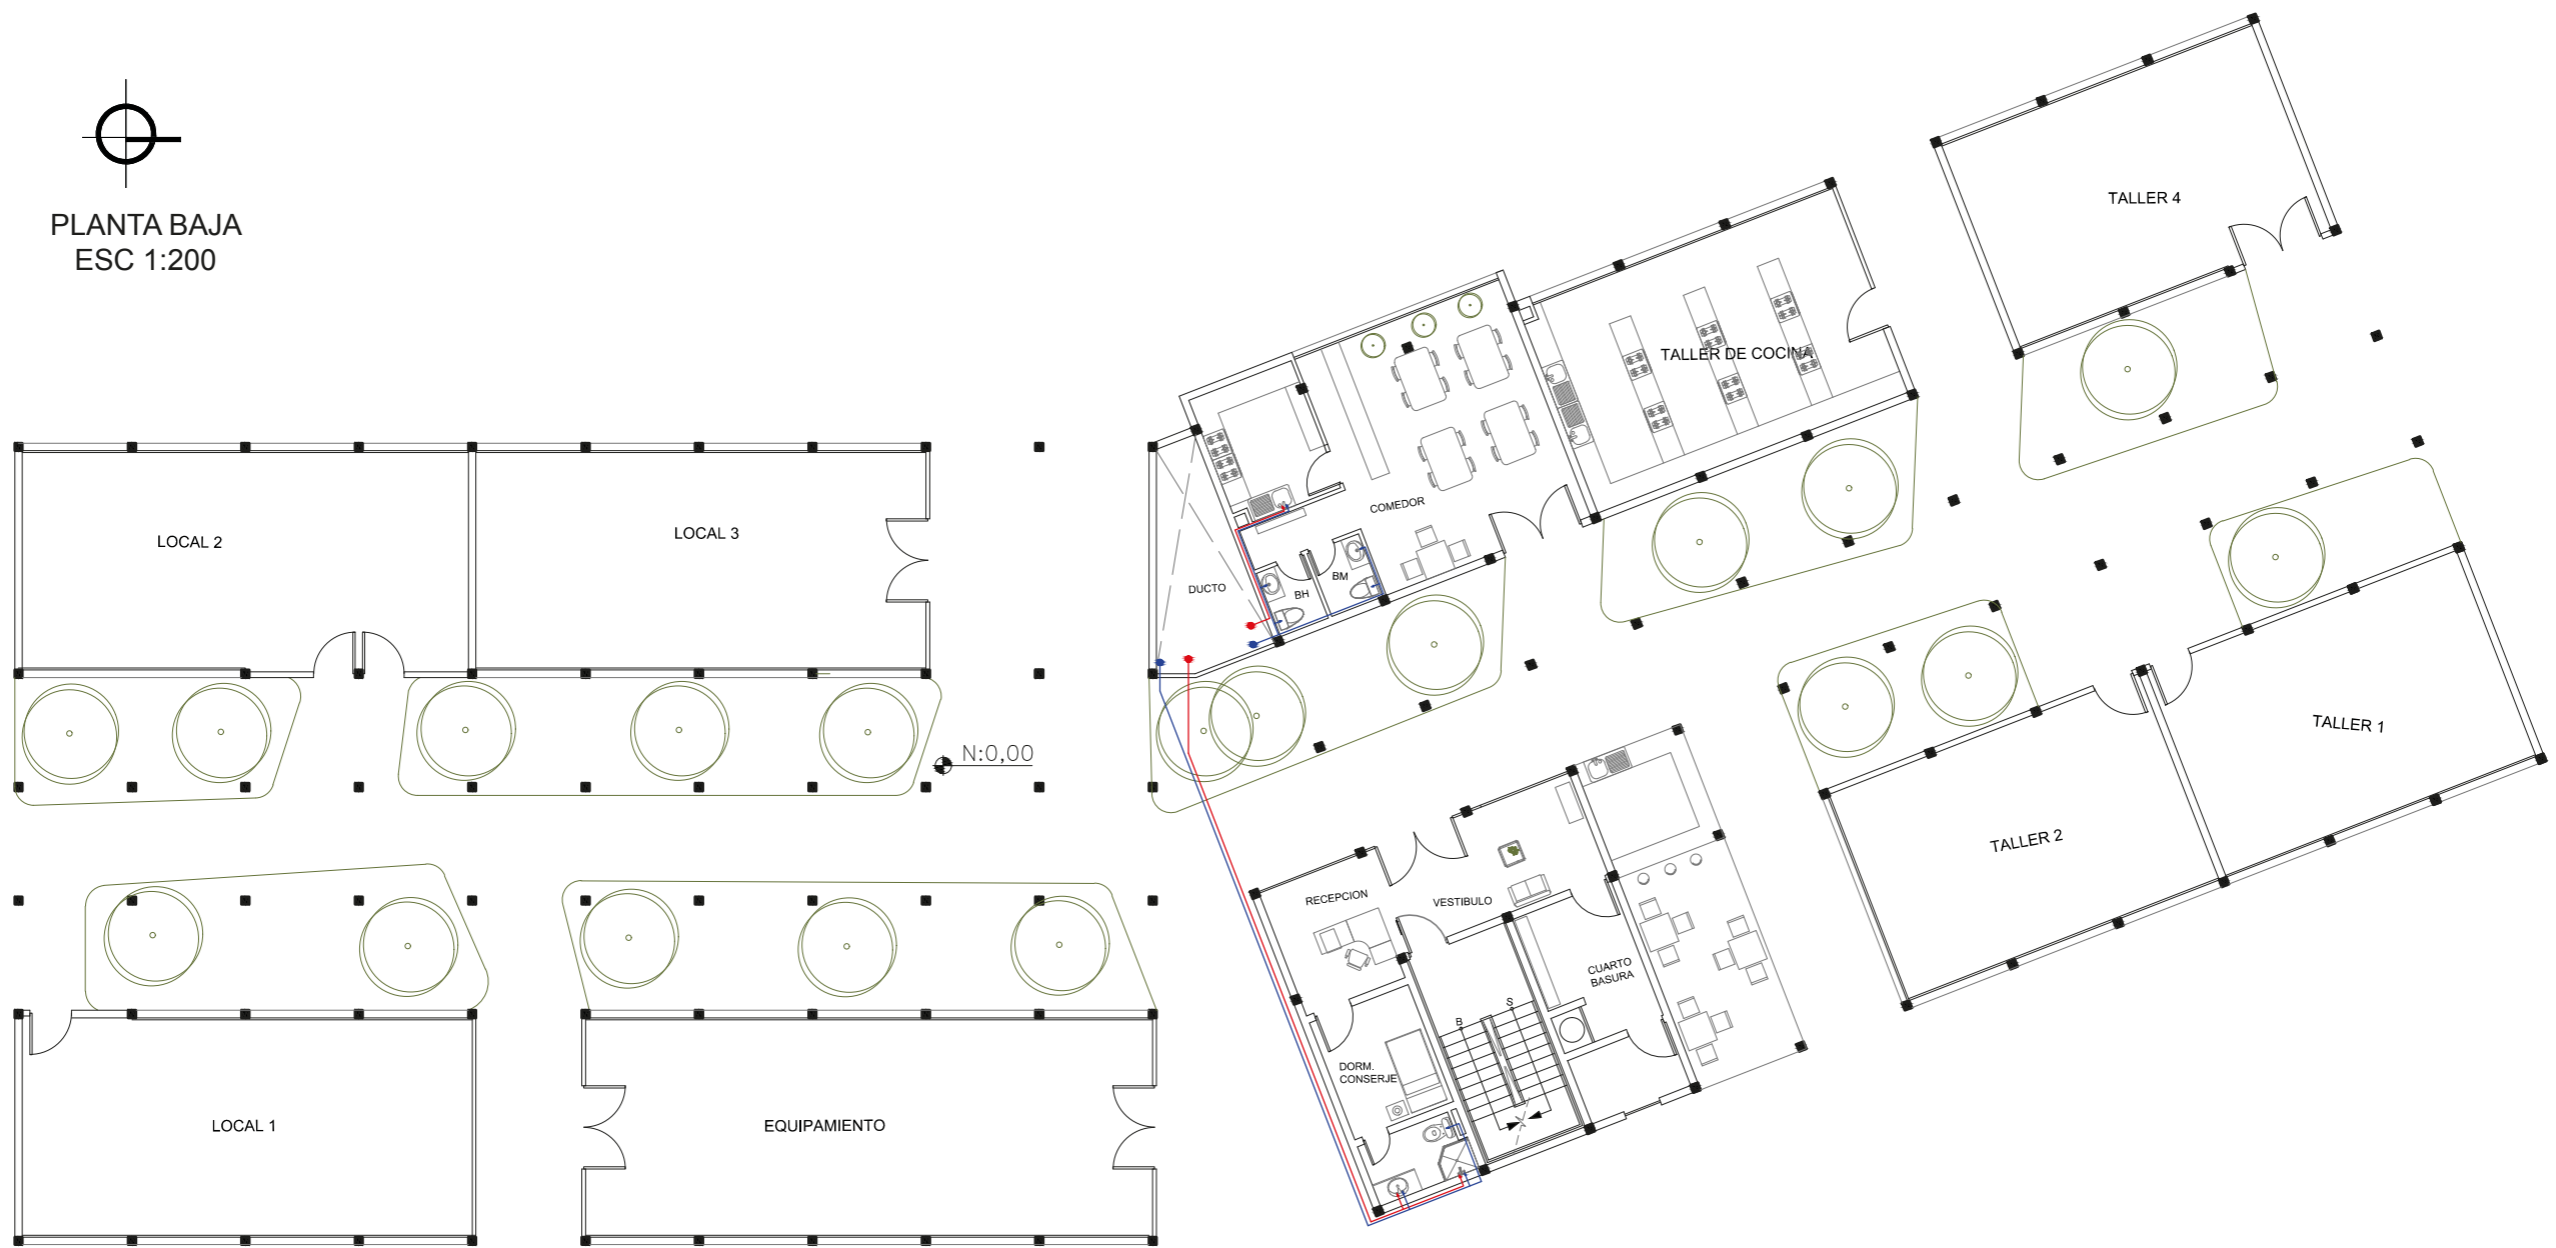 PLANTA BAJA
ESC 1:200
TALLER 4
TALLER DE COCINA
COMEDOR
LOCAL 2
LOCAL 3
DUCTO
BM
BH
N:0,00
TALLER 1
TALLER 2
RECEPCION
VESTIBULO
CUARTO
BASURA
S
B
DORM.
CONSERJE
LOCAL 1
EQUIPAMIENTO